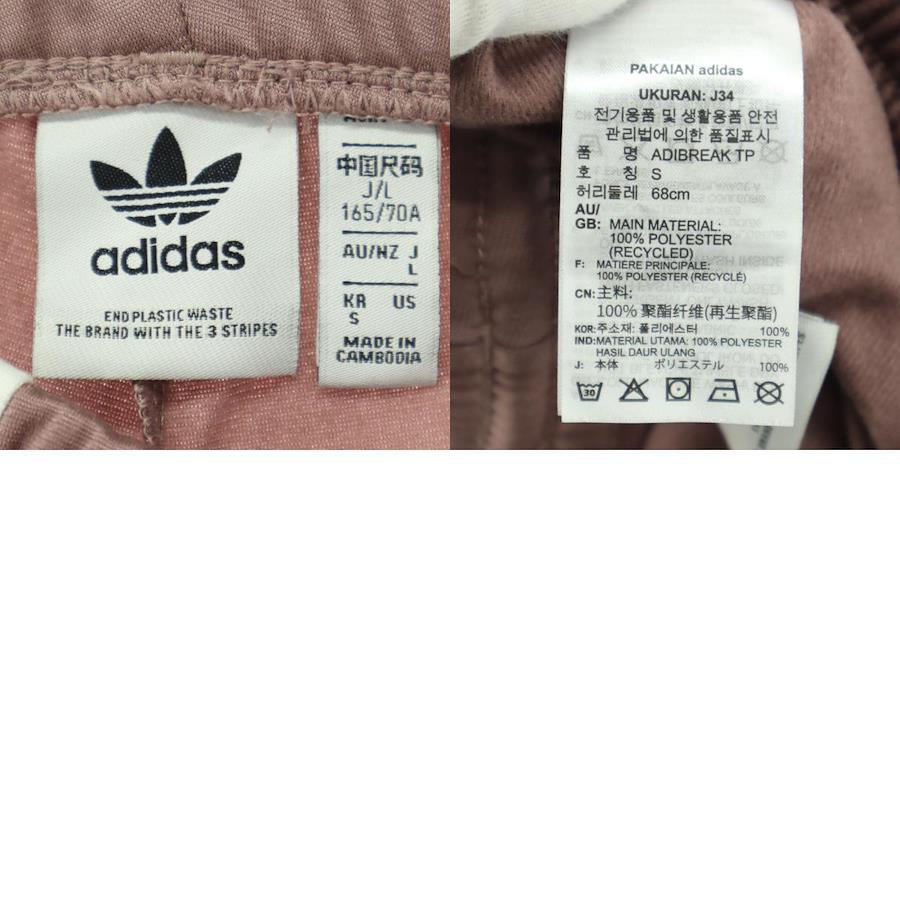 adidas
END PLASTIC WASTE
THE BRAND WITH THE 3 STRIPES
中国尺码
J/L
165/70A
AU/NZ J
L
KR US
S
MADE IN
CAMBODIA
PAKAIAN adidas
UKURAN: J34
전기용품 및 생활용품 안전
관리법에 의한 품질표시
품 명 ADIBREAK TP
호 칭 S
허리둘레 68cm
AU/
GB: MAIN MATERIAL:
100% POLYESTER
(RECYCLED)
F: MATIERE PRINCIPALE:
100% POLYESTER (RECYCLÉ)
CN: 主料:
100% 聚酯纤维(再生聚酯)
KOR: 주소재: 폴리에스터 100%
IND: MATERIAL UTAMA: 100% POLYESTER
HASIL DAUR ULANG
J: 本体 ポリエステル 100%
30